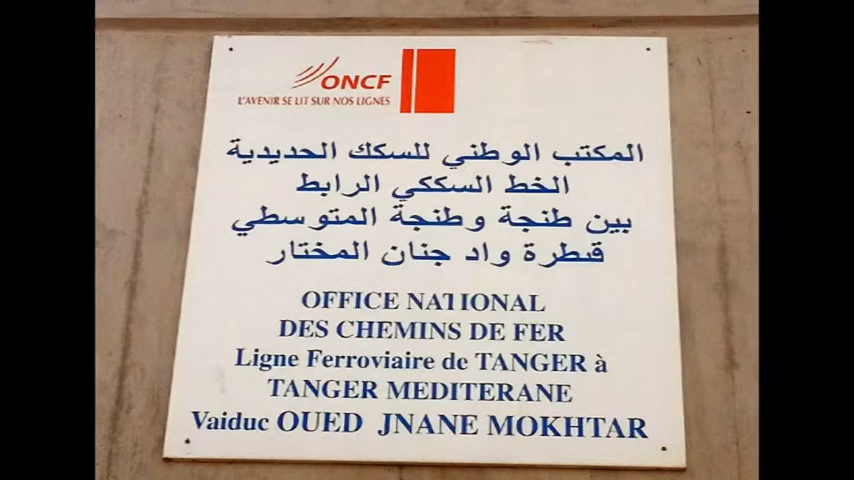 ONCF
L'AVENIR SE LIT SUR NOS LIGNES
المكتب الوطني للسكك الحديدية
الخط السككي الرابط
بين طنجة وطنجة المتوسطي
قنطرة واد جنان المختار
OFFICE NATIONAL
DES CHEMINS DE FER
Ligne Ferroviaire de TANGER à
TANGER MEDITERANE
Vaiduc OUED JNANE MOKHTAR